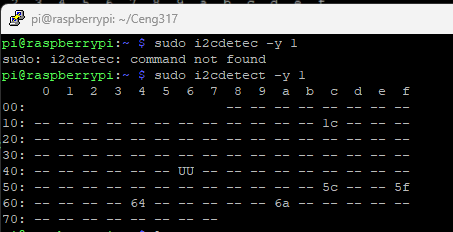 pi@raspberrypi: ~/Ceng317
pi@raspberrypi:~ $ sudo i2cdetec -y l
sudo: i2cdetec: command not found
pi@raspberrypi:~ $ sudo i2cdetect -y l
     0  1  2  3  4  5  6  7  8  9  a  b  c  d  e  f
00:                         -- -- -- -- -- -- -- --
10: -- -- -- -- -- -- -- -- -- -- -- -- 1c -- -- --
20: -- -- -- -- -- -- -- -- -- -- -- -- -- -- -- --
30: -- -- -- -- -- -- -- -- -- -- -- -- -- -- -- --
40: -- -- -- -- -- -- UU -- -- -- -- -- -- -- -- --
50: -- -- -- -- -- -- -- -- -- -- -- -- 5c -- -- 5f
60: -- -- -- -- 64 -- -- -- -- -- 6a -- -- -- -- --
70: -- -- -- -- -- -- -- --